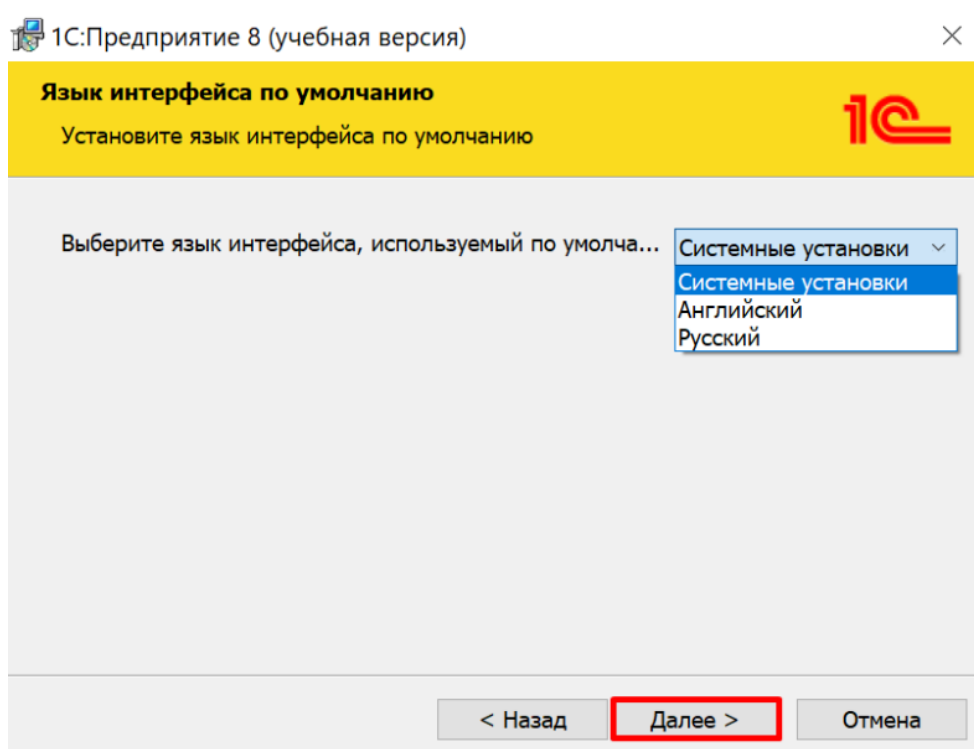 1С:Предприятие 8 (учебная версия)
Язык интерфейса по умолчанию
Установите язык интерфейса по умолчанию
1С
Выберите язык интерфейса, используемый по умолча... Системные установки
Системные установки
Английский
Русский
< Назад Далее > Отмена